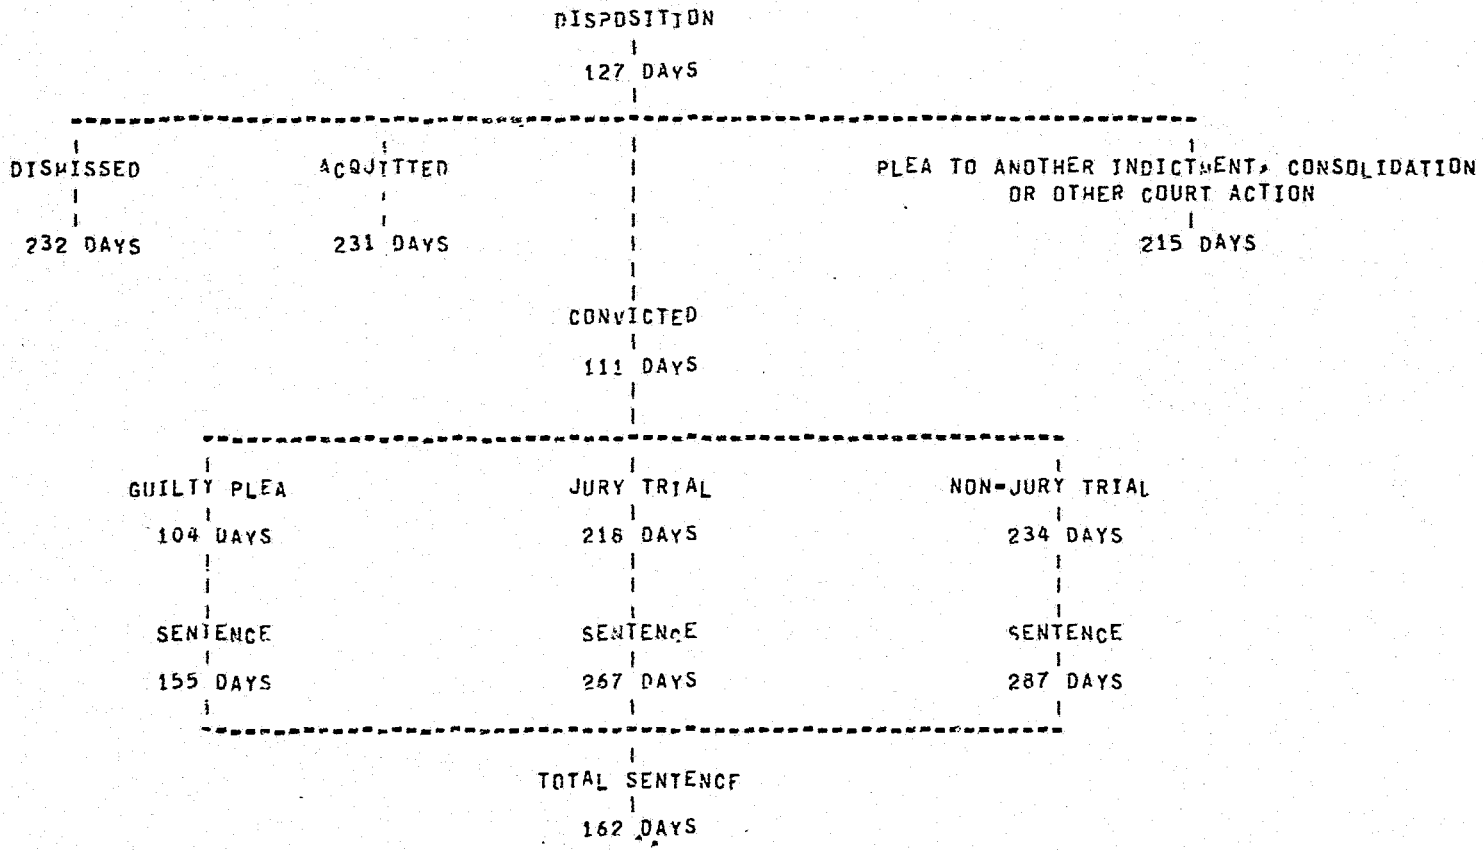 DISPOSITION
127 DAYS
DISMISSED ACQUITTED PLEA TO ANOTHER INDICTMENT, CONSOLIDATION
OR OTHER COURT ACTION
232 DAYS 231 DAYS 215 DAYS
CONVICTED
111 DAYS
GUILTY PLEA JURY TRIAL NON-JURY TRIAL
104 DAYS 218 DAYS 234 DAYS
SENTENCE SENTENCE SENTENCE
155 DAYS 267 DAYS 287 DAYS
TOTAL SENTENCE
162 DAYS